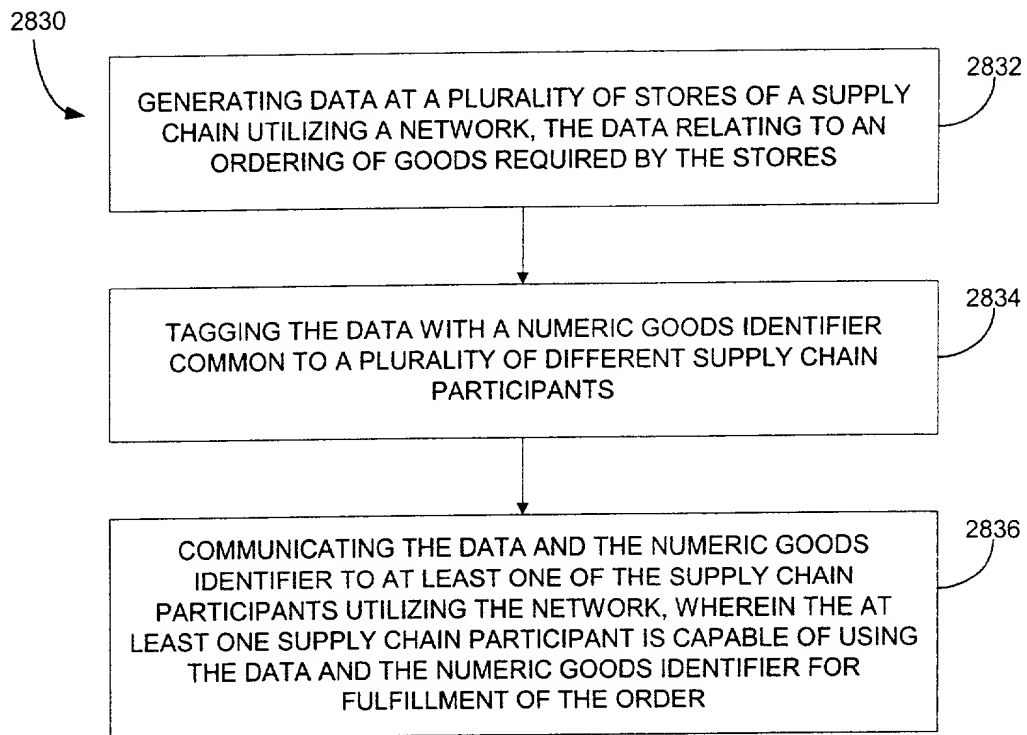 2830
2832
GENERATING DATA AT A PLURALITY OF STORES OF A SUPPLY
CHAIN UTILIZING A NETWORK, THE DATA RELATING TO AN
ORDERING OF GOODS REQUIRED BY THE STORES
2834
TAGGING THE DATA WITH A NUMERIC GOODS IDENTIFIER
COMMON TO A PLURALITY OF DIFFERENT SUPPLY CHAIN
PARTICIPANTS
2836
COMMUNICATING THE DATA AND THE NUMERIC GOODS
IDENTIFIER TO AT LEAST ONE OF THE SUPPLY CHAIN
PARTICIPANTS UTILIZING THE NETWORK, WHEREIN THE AT
LEAST ONE SUPPLY CHAIN PARTICIPANT IS CAPABLE OF USING
THE DATA AND THE NUMERIC GOODS IDENTIFIER FOR
FULFILLMENT OF THE ORDER